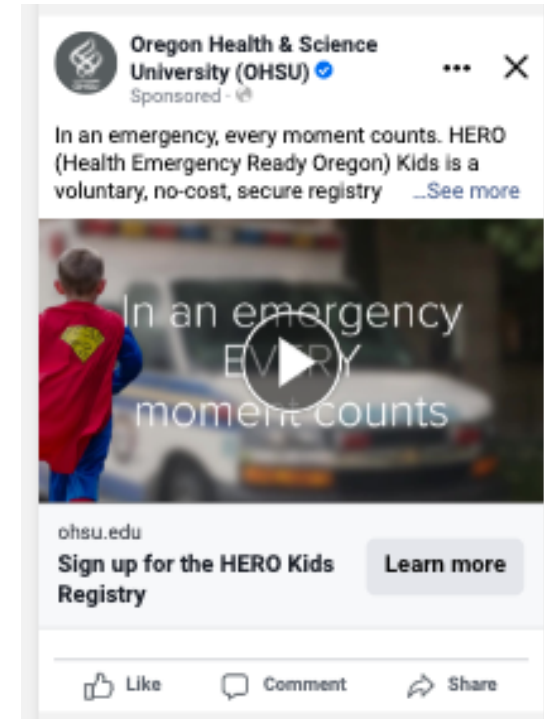 Oregon Health & Science
University (OHSU)
Sponsored ·
In an emergency, every moment counts. HERO
(Health Emergency Ready Oregon) Kids is a
voluntary, no-cost, secure registry ...See more
In an emergency
EVERY
moment counts
ohsu.edu
Sign up for the HERO Kids
Registry
Learn more
Like Comment Share